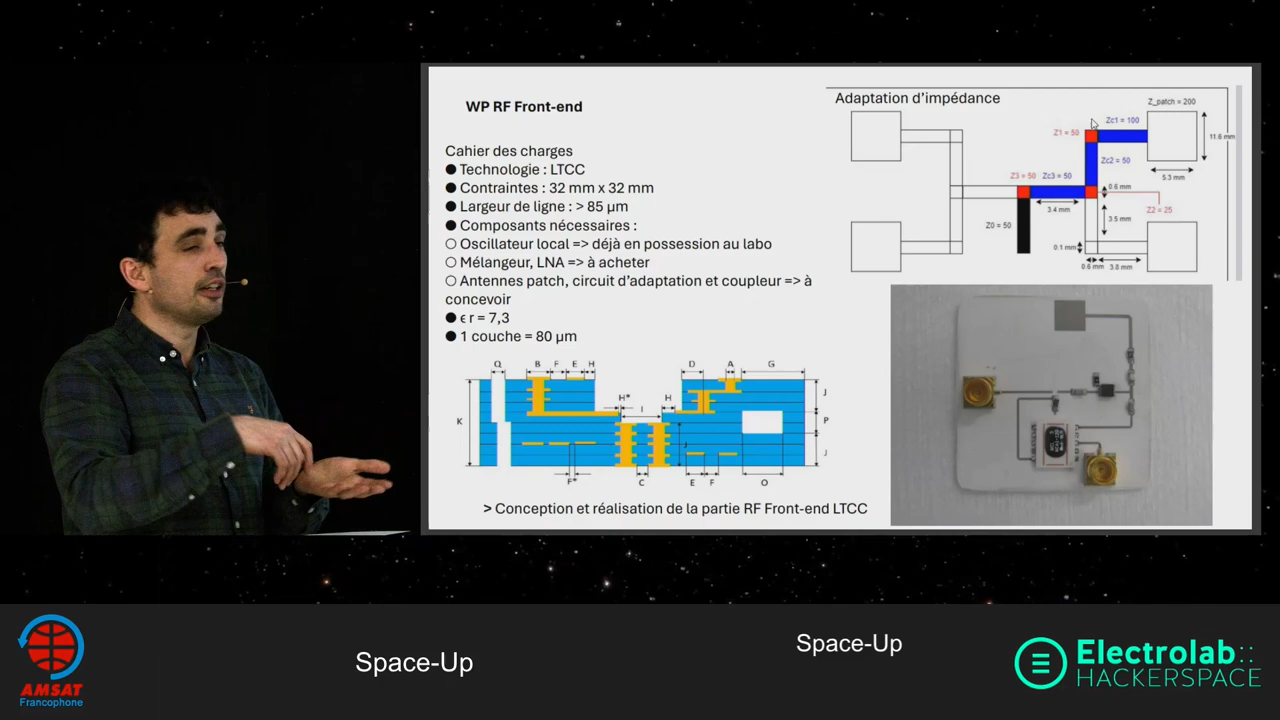 WP RF Front-end
Cahier des charges
● Technologie : LTCC
● Contraintes : 32 mm x 32 mm
● Largeur de ligne : > 85 µm
● Composants nécessaires :
○ Oscillateur local => déjà en possession au labo
○ Mélangeur, LNA => à acheter
○ Antennes patch, circuit d’adaptation et coupleur => à
concevoir
● ϵ r = 7,3
● 1 couche = 80 µm
Q B F E H D A G
H* I H
K J P J
J
F* C E F O
> Conception et réalisation de la partie RF Front-end LTCC
Adaptation d’impédance
Z_patch = 200
Zc1 = 100
Z1 = 50
11.6 mm
Zc2 = 50
Z3 = 50 Zc3 = 50
5.3 mm
0.6 mm
3.4 mm
Z2 = 25
Z0 = 50
3.5 mm
0.1 mm
0.6 mm 3.8 mm
AMSAT
Francophone
Space-Up
Space-Up
Electrolab::
HACKERSPACE